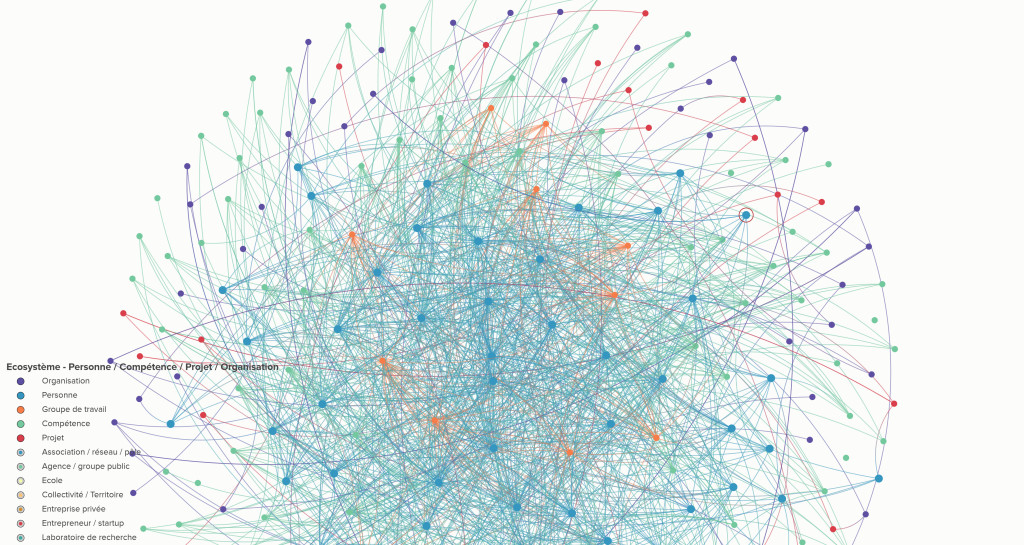 Ecosystème - Personne / Compétence / Projet / Organisation
Organisation
Personne
Groupe de travail
Compétence
Projet
Association / réseau / pôle
Agence / groupe public
Ecole
Collectivité / Territoire
Entreprise privée
Entrepreneur / startup
Laboratoire de recherche